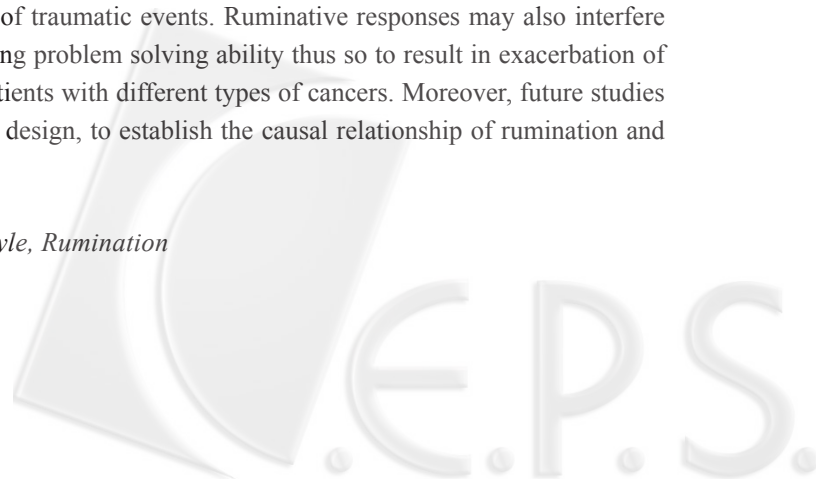 of traumatic events. Ruminative responses may also interfere
ng problem solving ability thus so to result in exacerbation of
tients with different types of cancers. Moreover, future studies
design, to establish the causal relationship of rumination and
yle, Rumination
C.E.P.S.